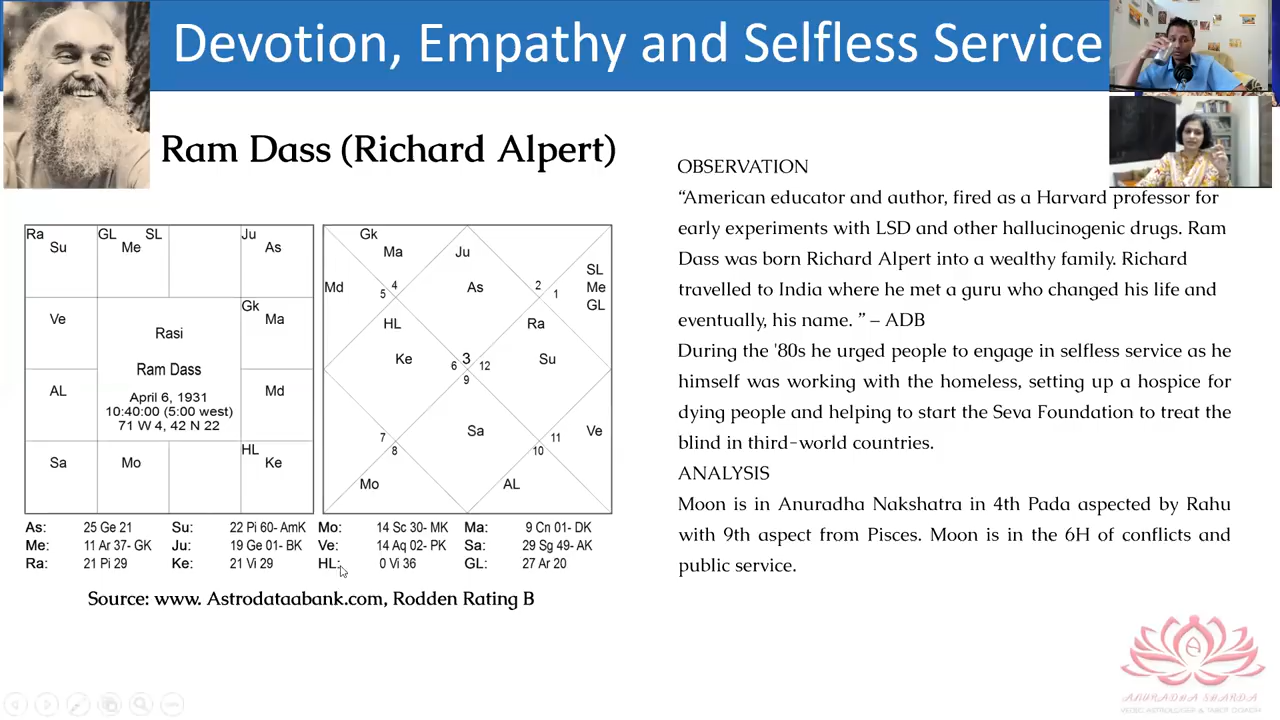 Devotion, Empathy and Selfless Service
Ram Dass (Richard Alpert)
Ra
Su
GL SL
Me
Ju
As
Ve
Gk
Ma
Rasi
Ram Dass
April 6, 1931
10:40:00 (5:00 west)
71 W 4, 42 N 22
AL
Md
Sa
Mo
HL
Ke
Gk
Ma
Ju
Md
As
SL
Me
GL
5 4
2 1
HL
Ra
Ke
Su
3
6 12
9
Sa
Ve
7
8
11
10
Mo
AL
As: 25 Ge 21 Su: 22 Pi 60- AmK Mo: 14 Sc 30- MK Ma: 9 Cn 01- DK
Me: 11 Ar 37- GK Ju: 19 Ge 01- BK Ve: 14 Aq 02- PK Sa: 29 Sg 49- AK
Ra: 21 Pi 29 Ke: 21 Vi 29 HL: 0 Vi 36 GL: 27 Ar 20
Source: www. Astrodataabank.com, Rodden Rating B
OBSERVATION
“American educator and author, fired as a Harvard professor for
early experiments with LSD and other hallucinogenic drugs. Ram
Dass was born Richard Alpert into a wealthy family. Richard
travelled to India where he met a guru who changed his life and
eventually, his name. ” – ADB
During the '80s he urged people to engage in selfless service as he
himself was working with the homeless, setting up a hospice for
dying people and helping to start the Seva Foundation to treat the
blind in third-world countries.
ANALYSIS
Moon is in Anuradha Nakshatra in 4th Pada aspected by Rahu
with 9th aspect from Pisces. Moon is in the 6H of conflicts and
public service.
ANURADHA SHARDA
VEDIC ASTROLOGER & TAROT